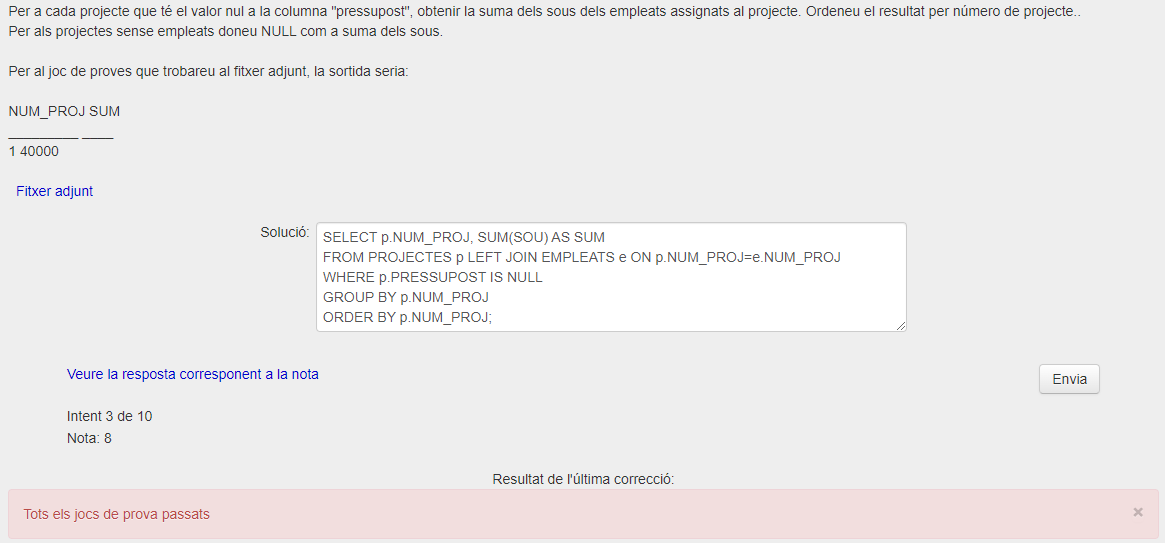 Per a cada projecte que té el valor nul a la columna "pressupost", obtenir la suma dels sous dels empleats assignats al projecte. Ordeneu el resultat per número de projecte..
Per als projectes sense empleats doneu NULL com a suma dels sous.
Per al joc de proves que trobareu al fitxer adjunt, la sortida seria:
NUM_PROJ SUM
_________ ____
1 40000
Fitxer adjunt
Solució:
SELECT p.NUM_PROJ, SUM(SOU) AS SUM
FROM PROJECTES p LEFT JOIN EMPLEATS e ON p.NUM_PROJ=e.NUM_PROJ
WHERE p.PRESSUPOST IS NULL
GROUP BY p.NUM_PROJ
ORDER BY p.NUM_PROJ;
Veure la resposta corresponent a la nota
Envia
Intent 3 de 10
Nota: 8
Resultat de l'última correcció:
Tots els jocs de prova passats ×